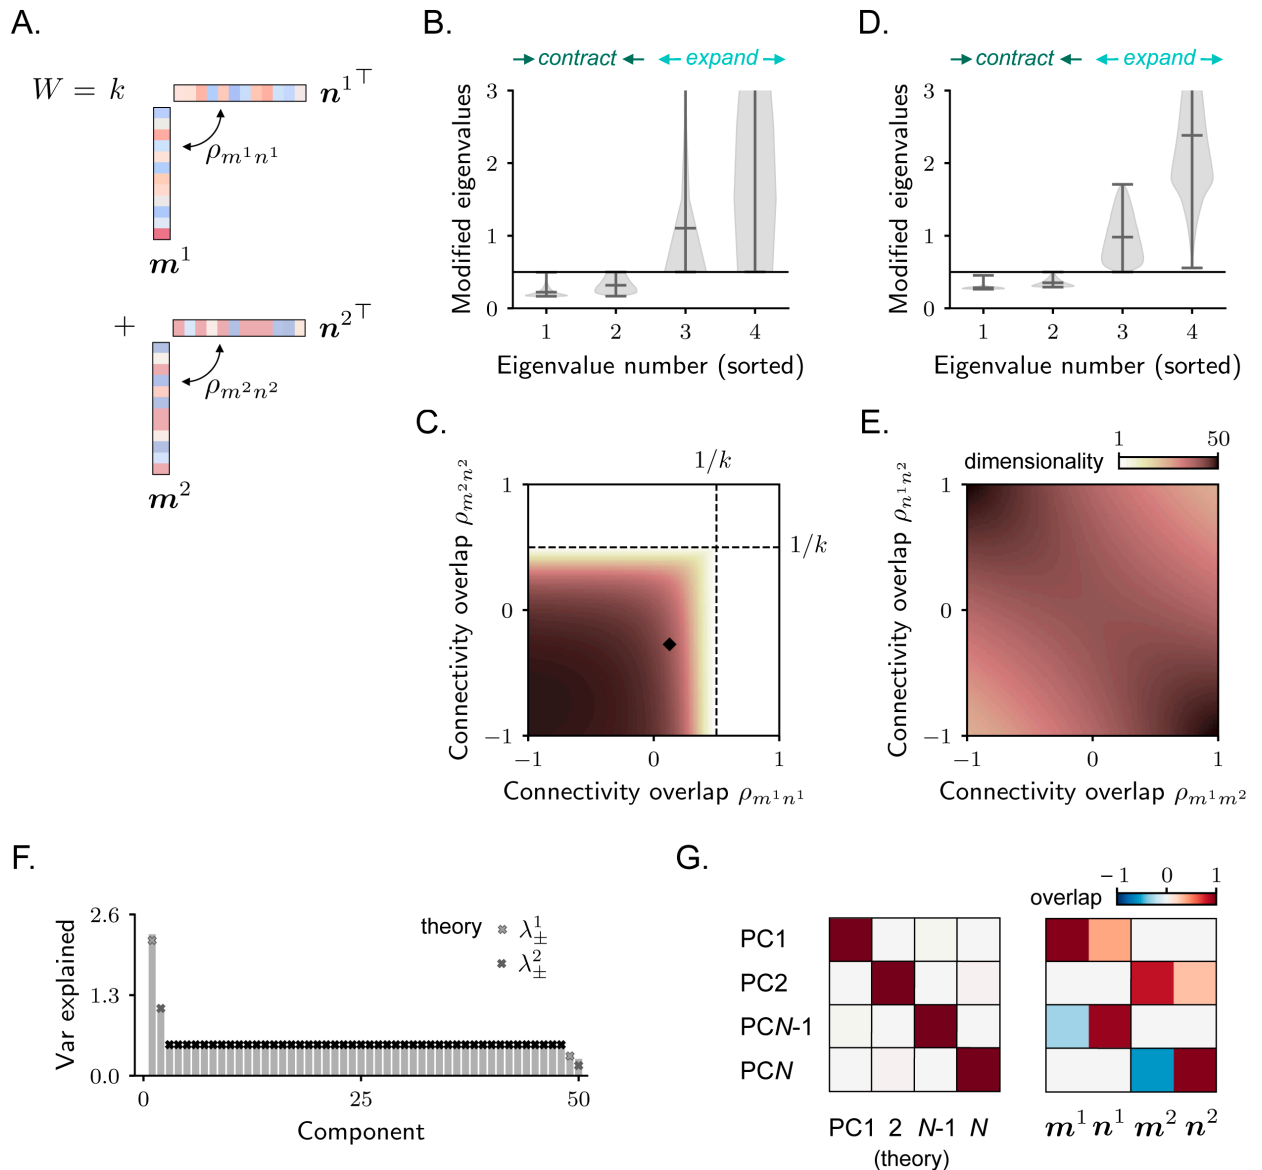 A.
W = k
n¹⊤
ρm¹n¹
m¹
+
n²⊤
ρm²n²
m²
B.
contract
expand
Modified eigenvalues
3
2
1
0
1
2
3
4
Eigenvalue number (sorted)
D.
contract
expand
Modified eigenvalues
3
2
1
0
1
2
3
4
Eigenvalue number (sorted)
C.
1/k
1/k
Connectivity overlap ρm²n²
1
0
−1
−1
0
1
Connectivity overlap ρm¹n¹
E.
1
50
dimensionality
Connectivity overlap ρn¹n²
1
0
−1
−1
0
1
Connectivity overlap ρm¹m²
F.
Var explained
2.6
1.3
0.0
theory
λ¹±
λ²±
0
25
50
Component
G.
PC1
PC2
PCN-1
PCN
PC1 2 N-1 N
(theory)
−1 0 1
overlap
m¹ n¹ m² n²